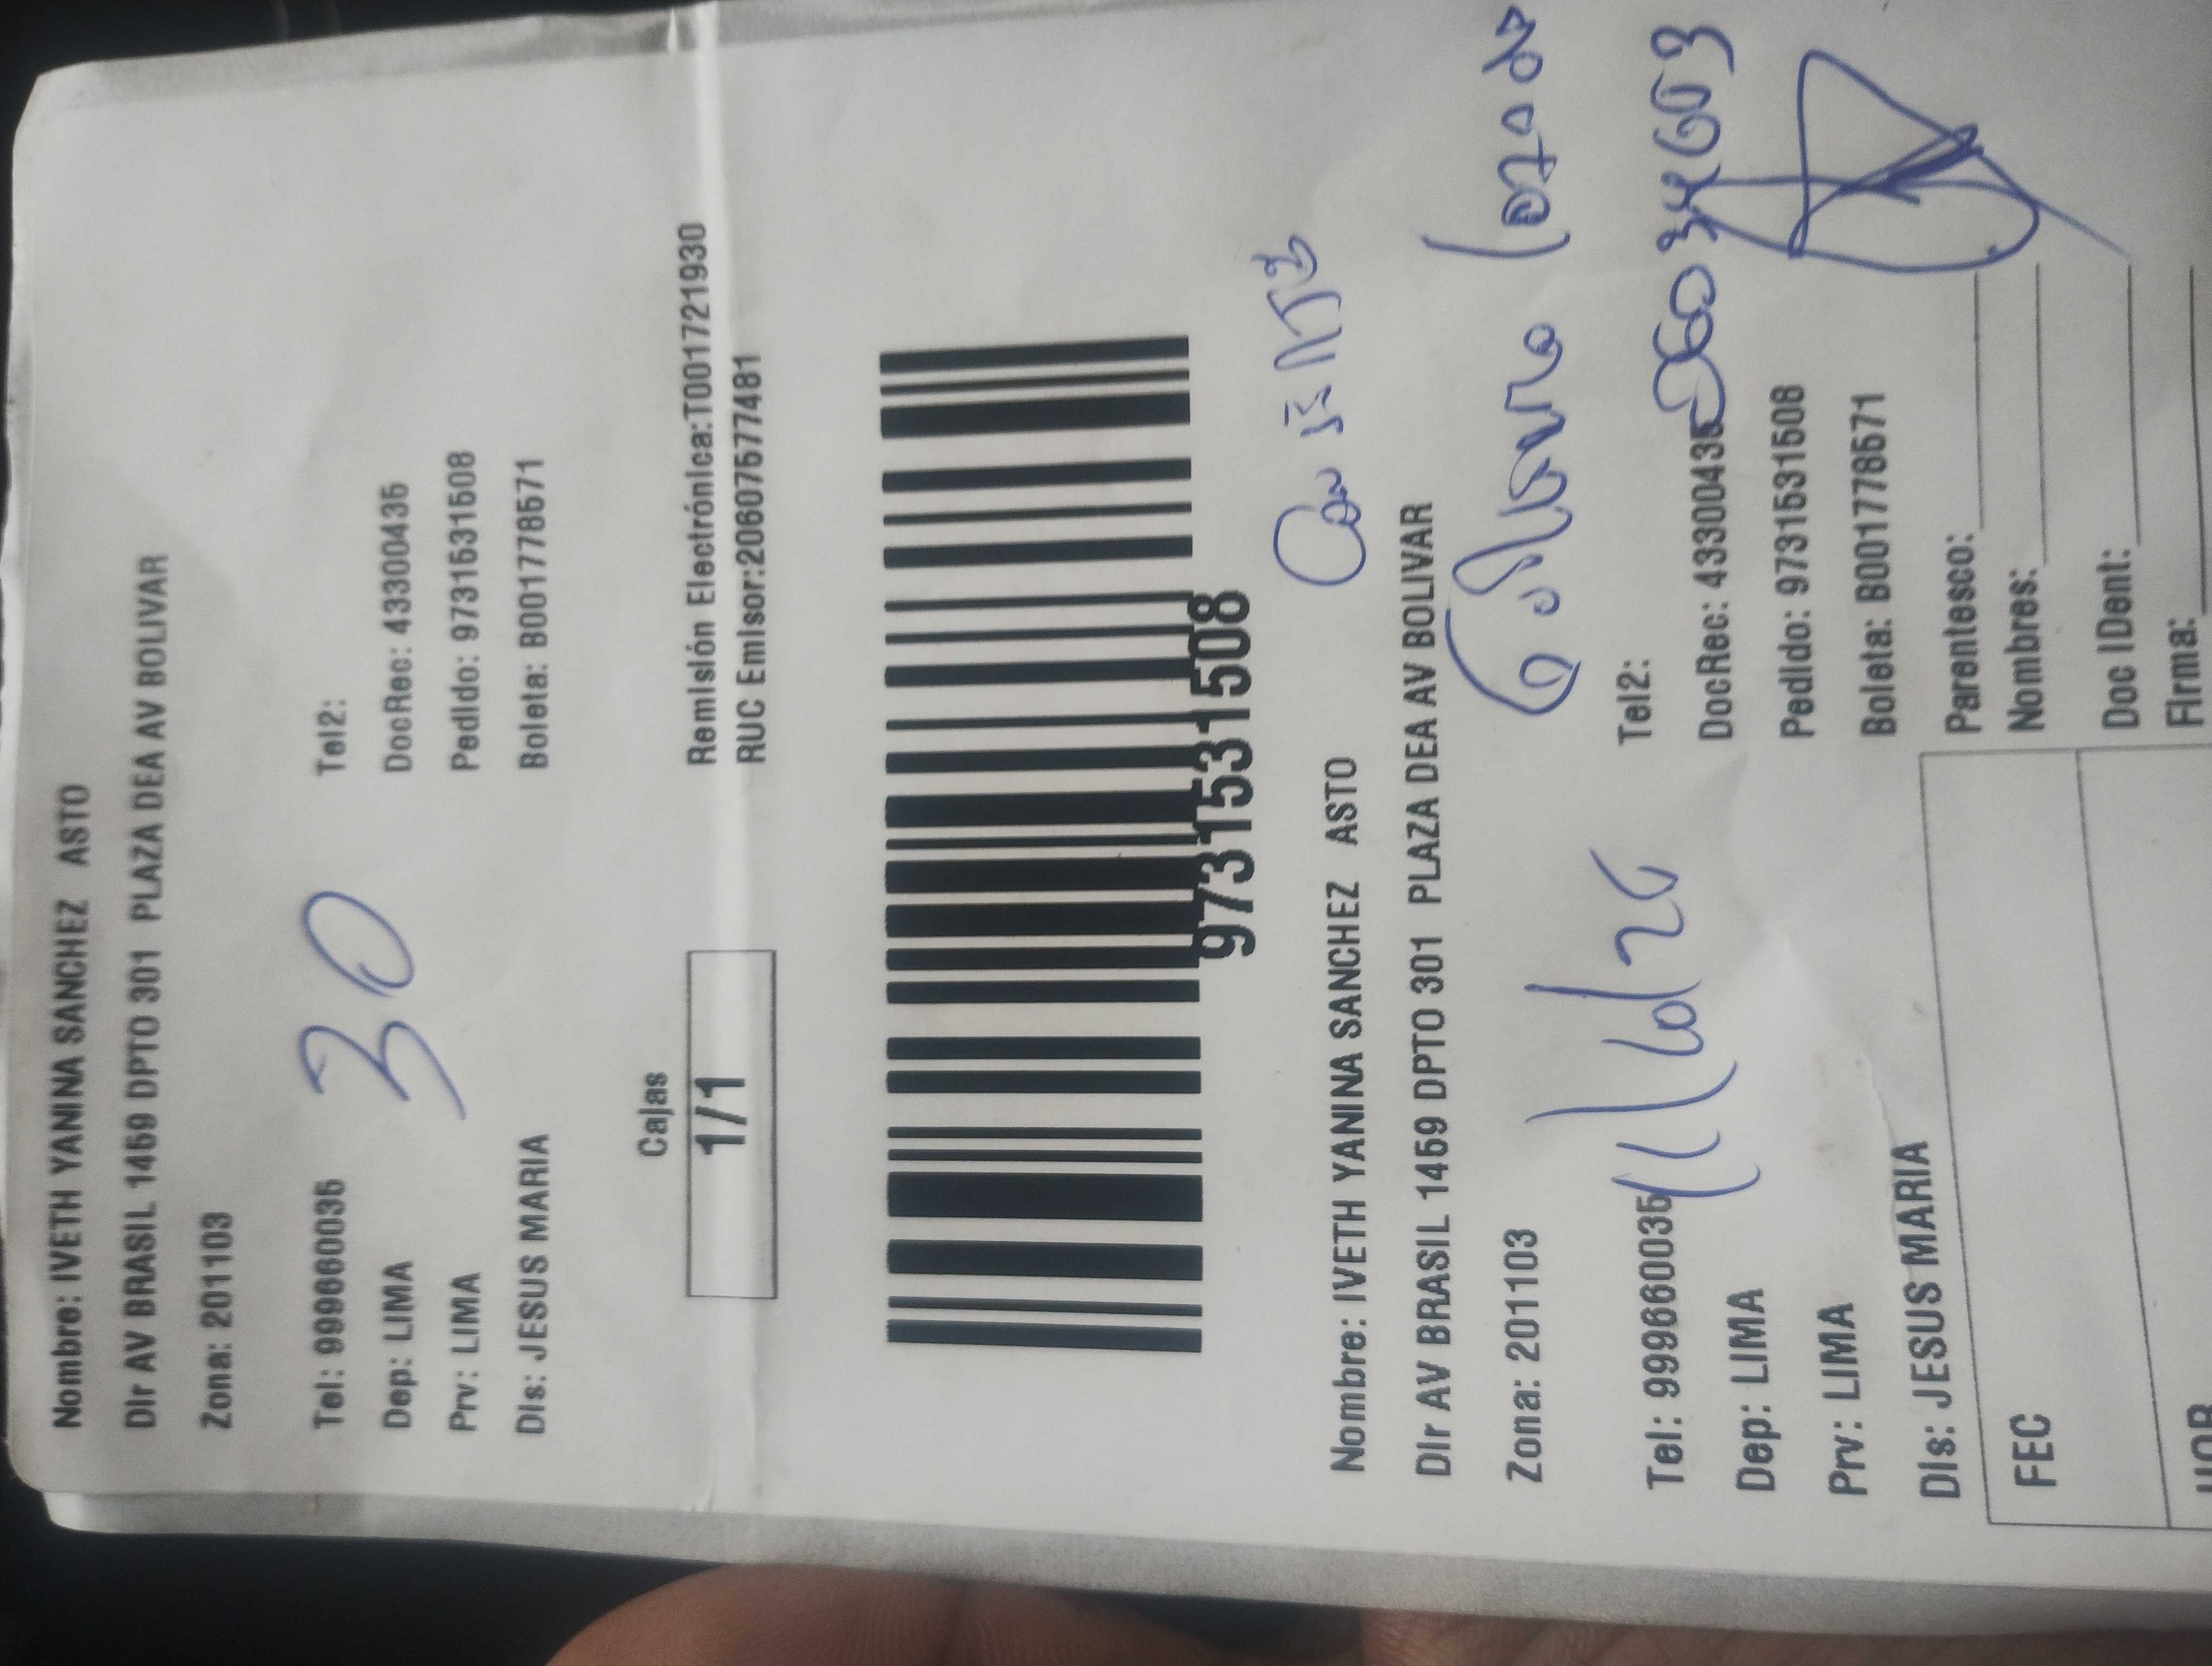 Nombre: IVETH YANINA SANCHEZ ASTO
Dir AV BRASIL 1459 DPTO 301 PLAZA DEA AV BOLIVAR
Zona: 201103
30
Tel: 999660035 Tel2:
Dep: LIMA DocRec: 43300435
Prv: LIMA Pedido: 97315531508
Dis: JESUS MARIA Boleta: B001778571
Cajas
1/1
Remisión Electrónica:T001721930
RUC Emisor:20607577481
9731531508
Nombre: IVETH YANINA SANCHEZ ASTO
Dir AV BRASIL 1459 DPTO 301 PLAZA DEA AV BOLIVAR
Zona: 201103
Tel: 999660035 Tel2:
Dep: LIMA DocRec: 43300435
Prv: LIMA Pedido: 9731531508
Dis: JESUS MARIA Boleta: B001778571
FEC
Parentesco:
Nombres:
Doc IDent:
Firma: